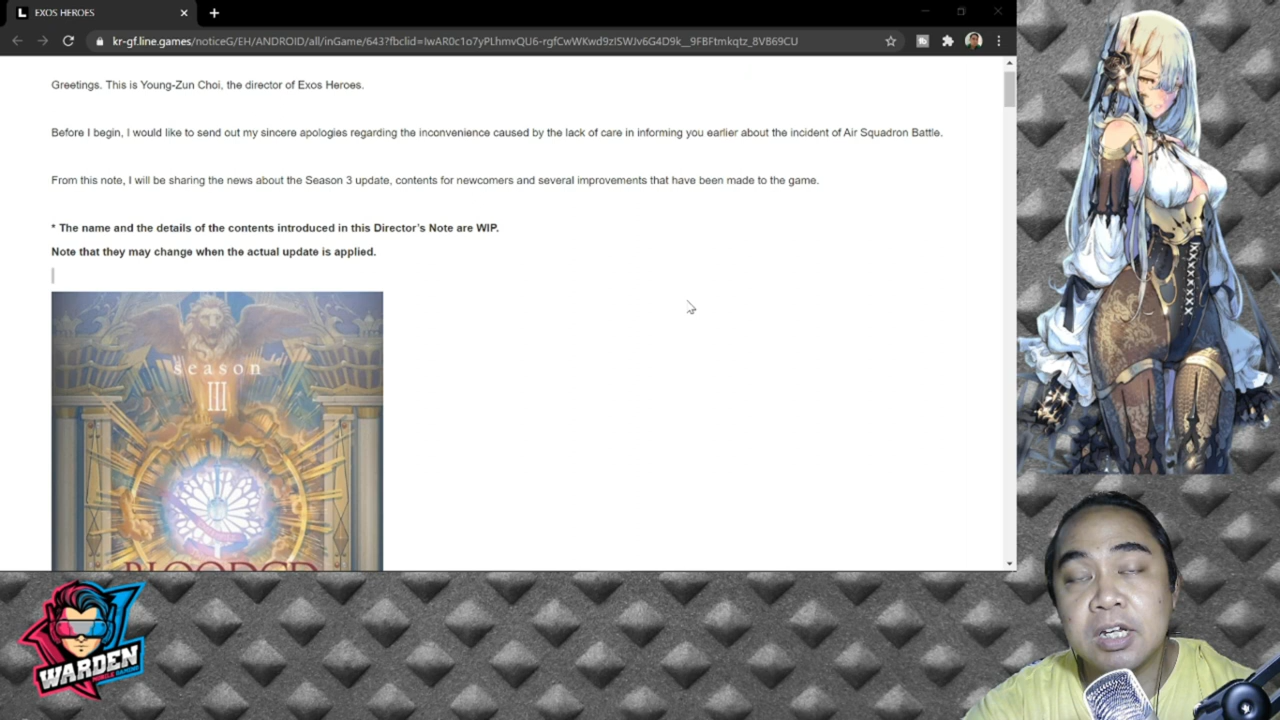 EXOS HEROES
kr-gf.line.games/noticeG/EH/ANDROID/all/inGame/643?fbclid=IwAR0c1o7yPLhmvQU6-rgfCwWKwd9zISWJv6G4D9k__9FBFtmkqtz_8VB69CU
Greetings. This is Young-Zun Choi, the director of Exos Heroes.
Before I begin, I would like to send out my sincere apologies regarding the inconvenience caused by the lack of care in informing you earlier about the incident of Air Squadron Battle.
From this note, I will be sharing the news about the Season 3 update, contents for newcomers and several improvements that have been made to the game.
* The name and the details of the contents introduced in this Director's Note are WIP.
Note that they may change when the actual update is applied.
season
III
WARDEN
MOBILE GAMING